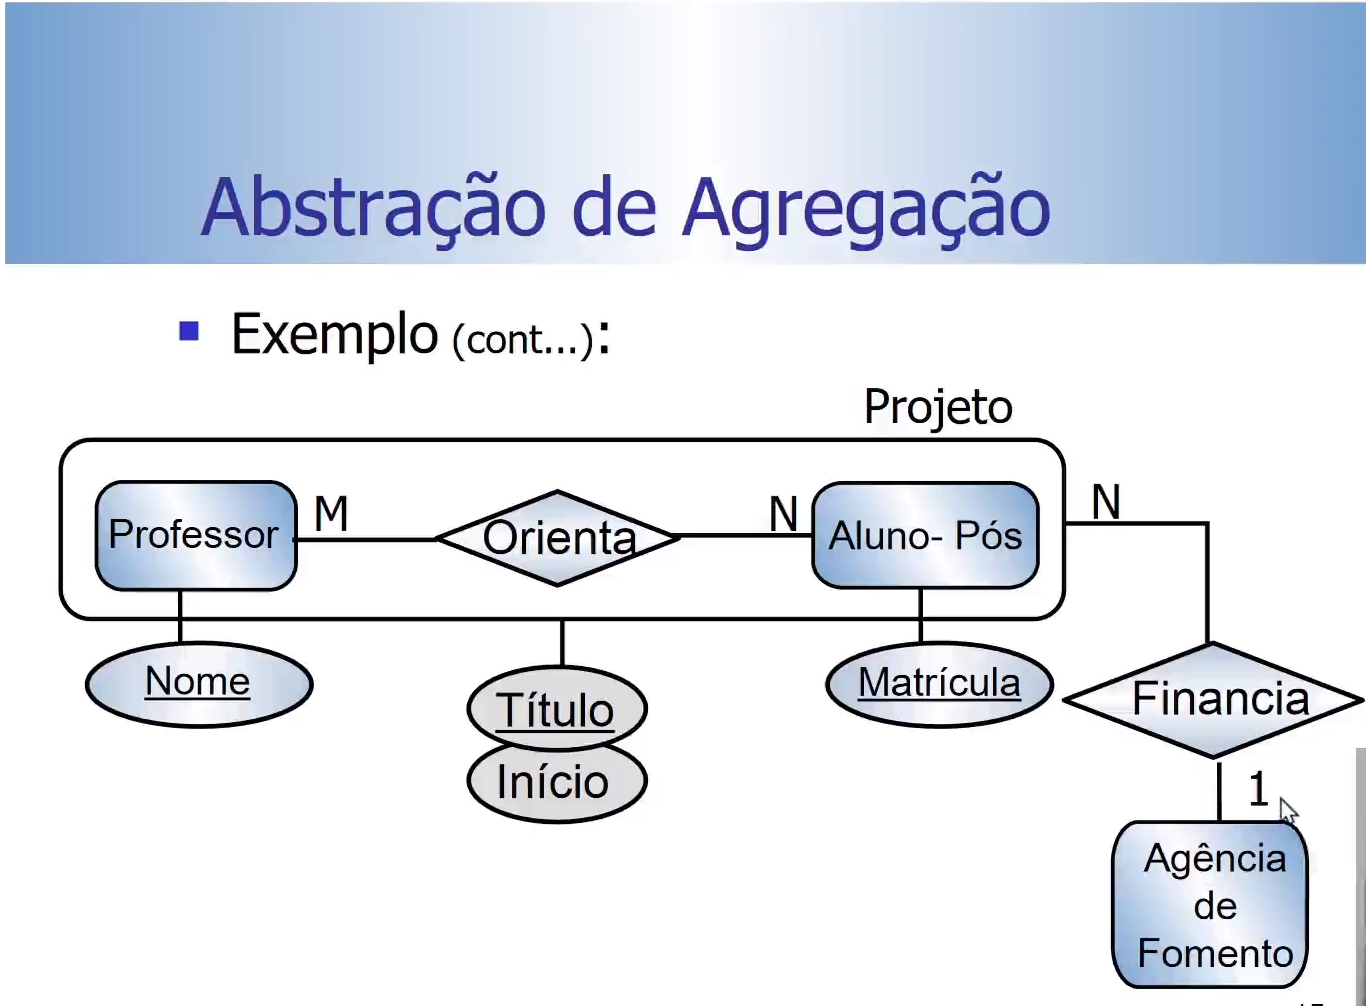 Abstração de Agregação
Exemplo (cont...):
Projeto
Professor
M
Orienta
N
Aluno- Pós
N
Nome
Título
Início
Matrícula
Financia
1
Agência
de
Fomento